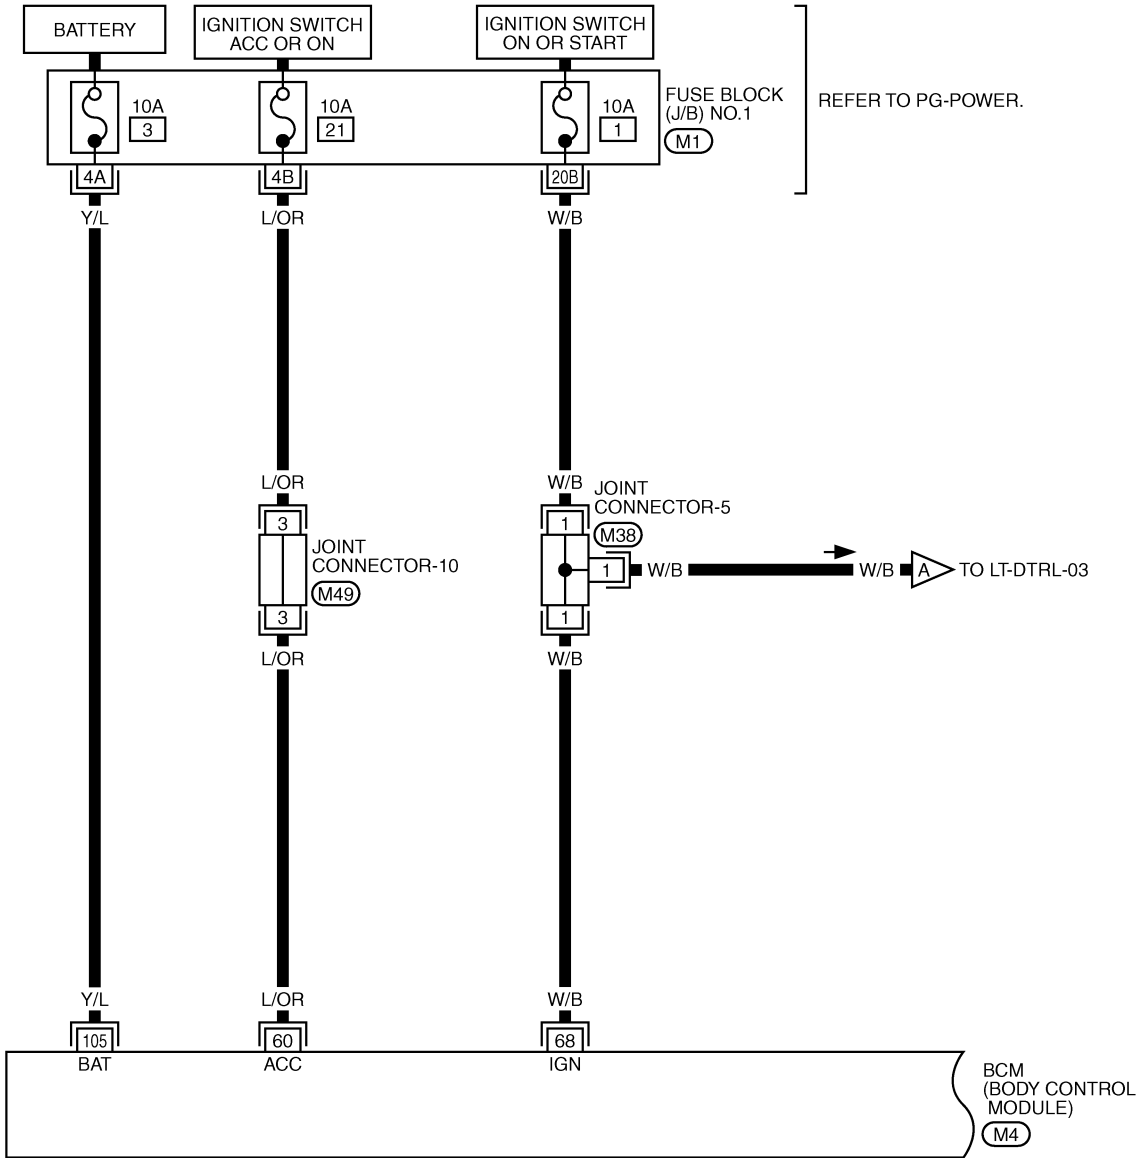 BATTERY
IGNITION SWITCH
ACC OR ON
IGNITION SWITCH
ON OR START
10A
3
10A
21
10A
1
FUSE BLOCK
(J/B) NO.1
M1
REFER TO PG-POWER.
4A
4B
20B
Y/L
L/OR
W/B
L/OR
W/B
3
1
JOINT
CONNECTOR-5
M38
JOINT
CONNECTOR-10
M49
1
W/B
W/B
A
TO LT-DTRL-03
3
1
L/OR
W/B
Y/L
L/OR
W/B
105
60
68
BAT
ACC
IGN
BCM
(BODY CONTROL
MODULE)
M4